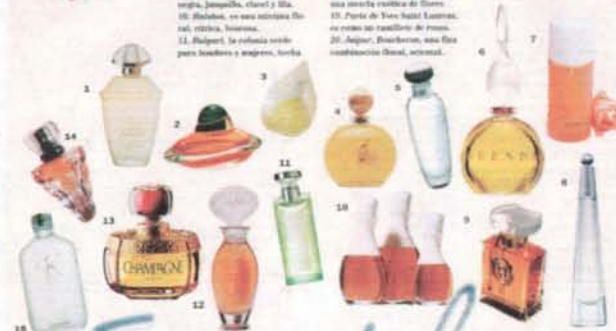 negra, junquillo, clavel y lila.
10. Bulubas, es una mixtura flo-
ral, cítrica, boscosa.
11. Bulgari, la colonia verde
para hombres y mujeres, hecha
una mezcla exótica de flores
19. Paris de Yves Saint Laurent,
es como un ramillete de rosas.
20. Jaipur, Boucheron, una fina
combinación floral, oriental.
1
2
3
4
5
6
7
FENDI
14
13
CHAMPAGNE
12
11
10
9
8
cK
15